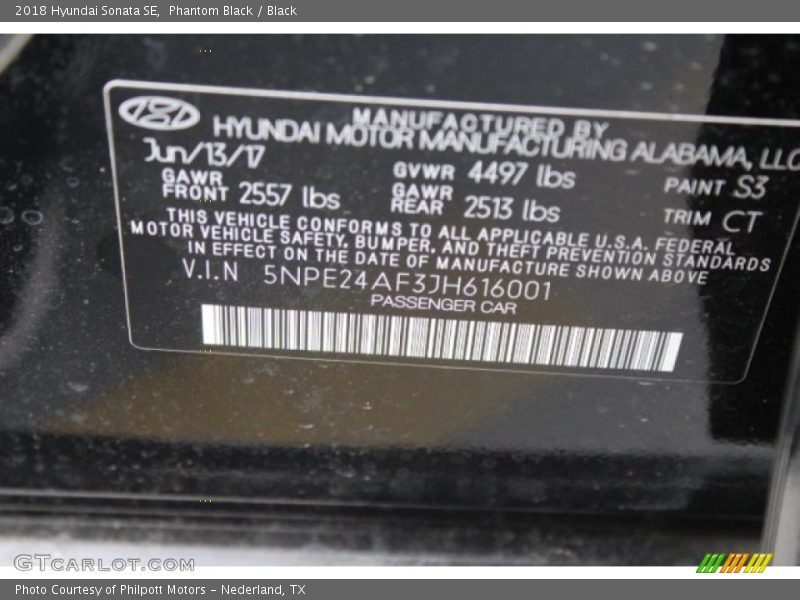 2018 Hyundai Sonata SE,  Phantom Black / Black
MANUFACTURED BY
HYUNDAI MOTOR MANUFACTURING ALABAMA, LLC
Jun/13/17
GAWR FRONT 2557 lbs
GVWR 4497 lbs
GAWR REAR 2513 lbs
PAINT S3
TRIM CT
THIS VEHICLE CONFORMS TO ALL APPLICABLE U.S.A. FEDERAL
MOTOR VEHICLE SAFETY, BUMPER, AND THEFT PREVENTION STANDARDS
IN EFFECT ON THE DATE OF MANUFACTURE SHOWN ABOVE
V.I.N 5NPE24AF3JH616001
PASSENGER CAR
GTCARLOT.COM
Photo Courtesy of Philpott Motors - Nederland, TX